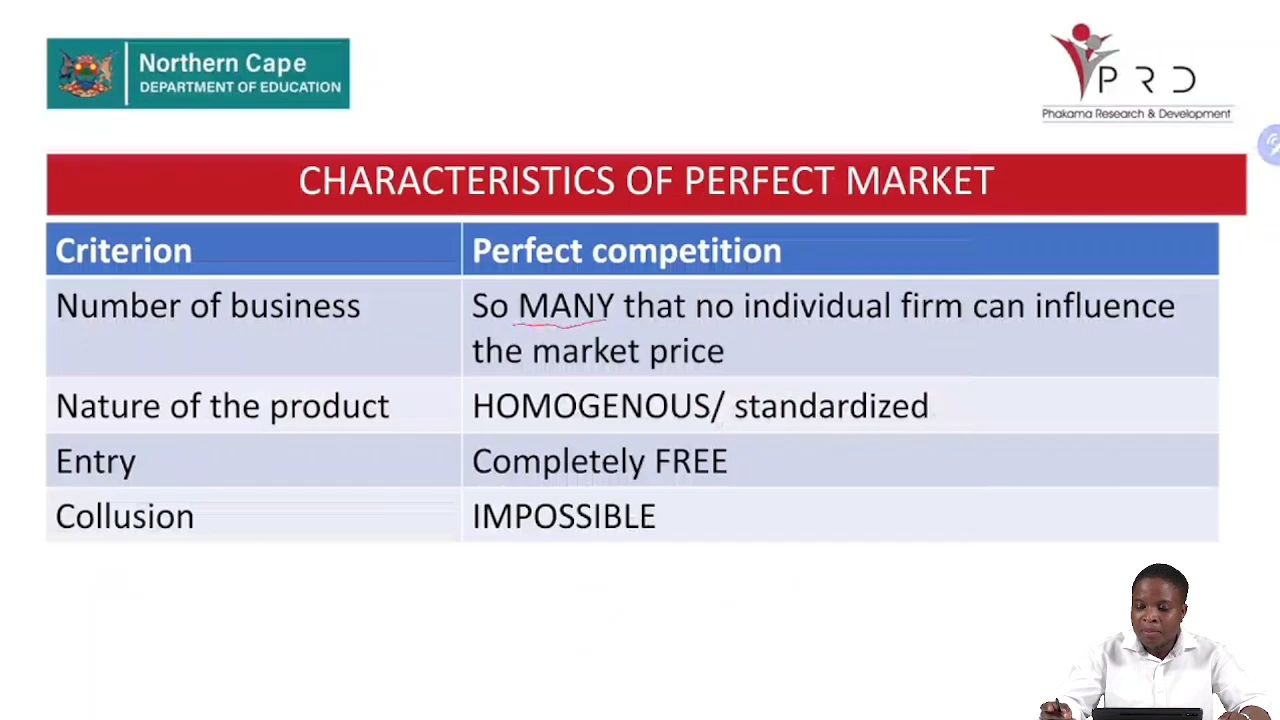 Northern Cape
DEPARTMENT OF EDUCATION
PRD
Phakama Research & Development
CHARACTERISTICS OF PERFECT MARKET
Criterion
Perfect competition
Number of business
So MANY that no individual firm can influence
the market price
Nature of the product
HOMOGENOUS/ standardized
Entry
Completely FREE
Collusion
IMPOSSIBLE